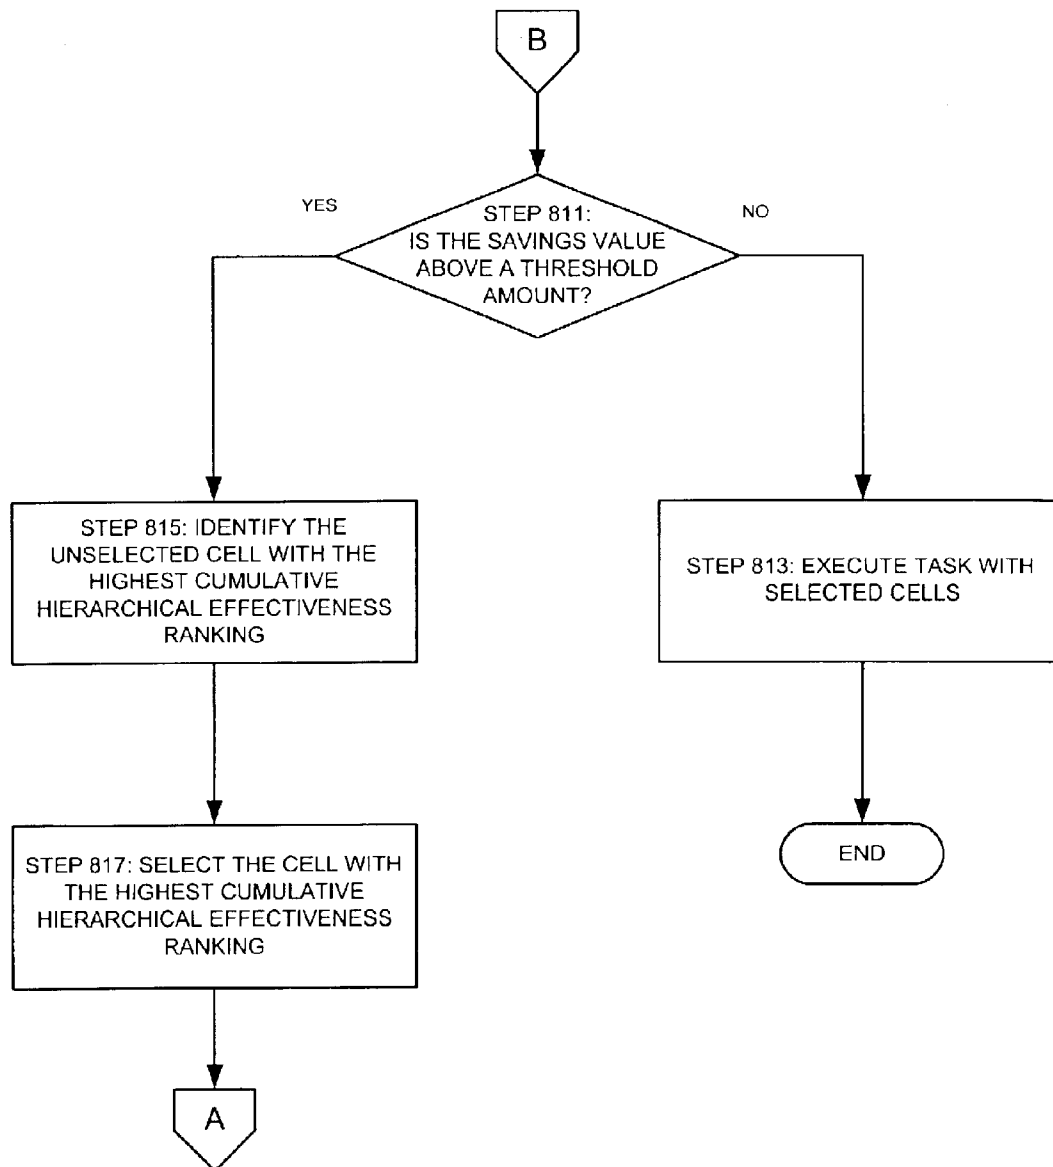 B
YES
NO
STEP 811:
IS THE SAVINGS VALUE
ABOVE A THRESHOLD
AMOUNT?
STEP 815: IDENTIFY THE
UNSELECTED CELL WITH THE
HIGHEST CUMULATIVE
HIERARCHICAL EFFECTIVENESS
RANKING
STEP 813: EXECUTE TASK WITH
SELECTED CELLS
STEP 817: SELECT THE CELL WITH
THE HIGHEST CUMULATIVE
HIERARCHICAL EFFECTIVENESS
RANKING
END
A